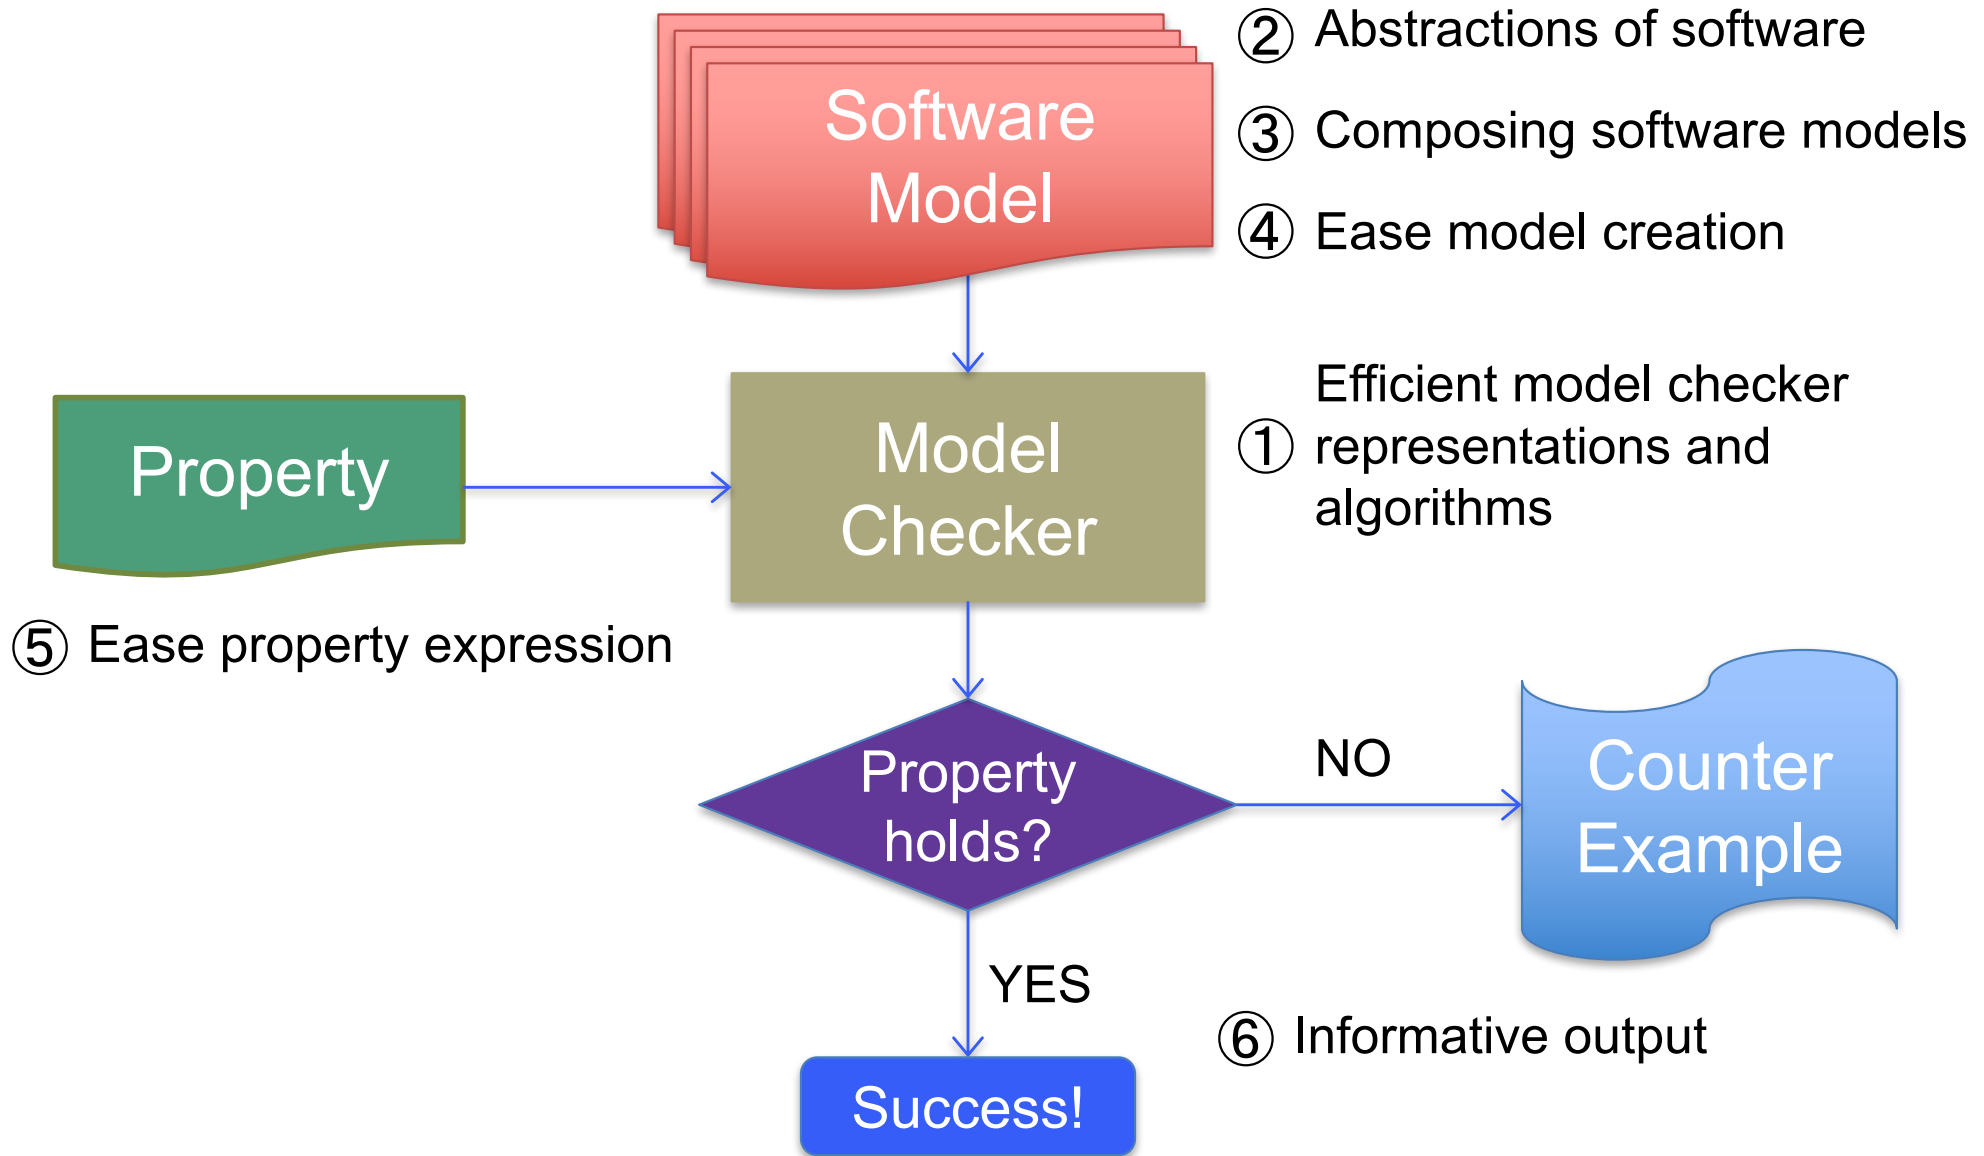 Software
Model
② Abstractions of software
③ Composing software models
④ Ease model creation
Property
Model
Checker
Efficient model checker
① representations and
algorithms
⑤ Ease property expression
Property
holds?
NO
Counter
Example
YES
⑥ Informative output
Success!